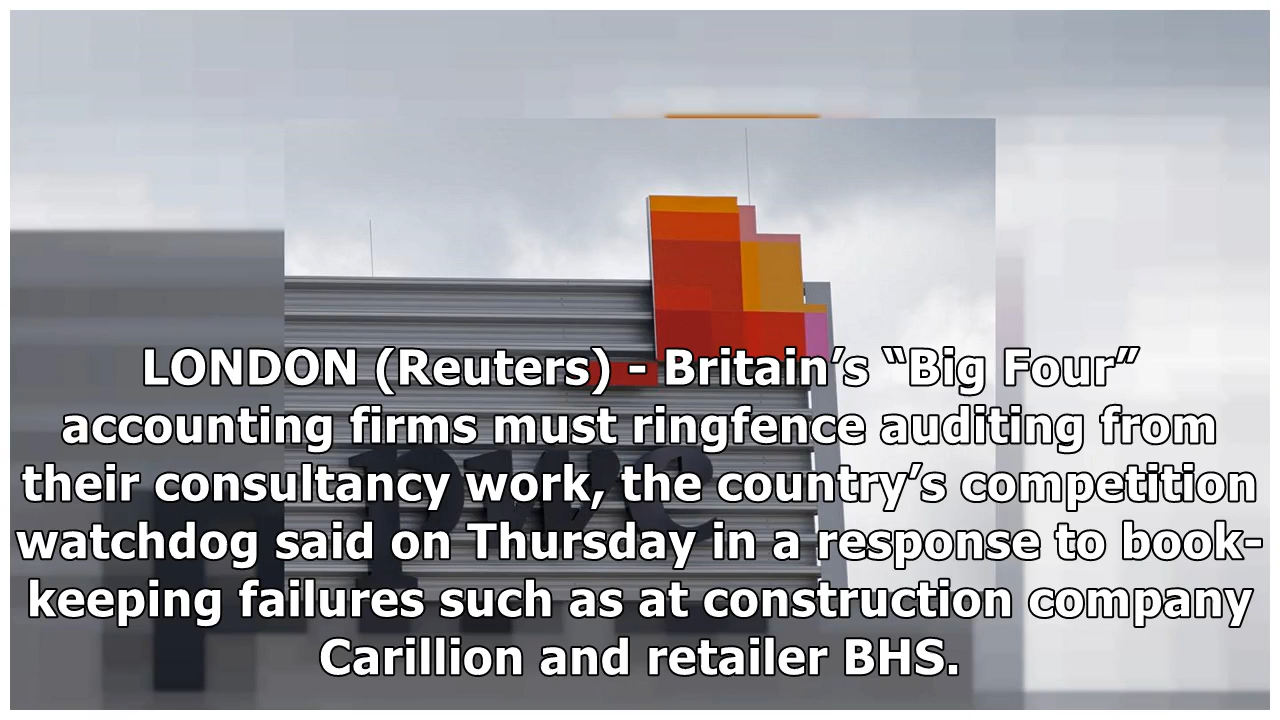 LONDON (Reuters) - Britain’s “Big Four”
accounting firms must ringfence auditing from
their consultancy work, the country’s competition
watchdog said on Thursday in a response to book-
keeping failures such as at construction company
Carillion and retailer BHS.
pwc